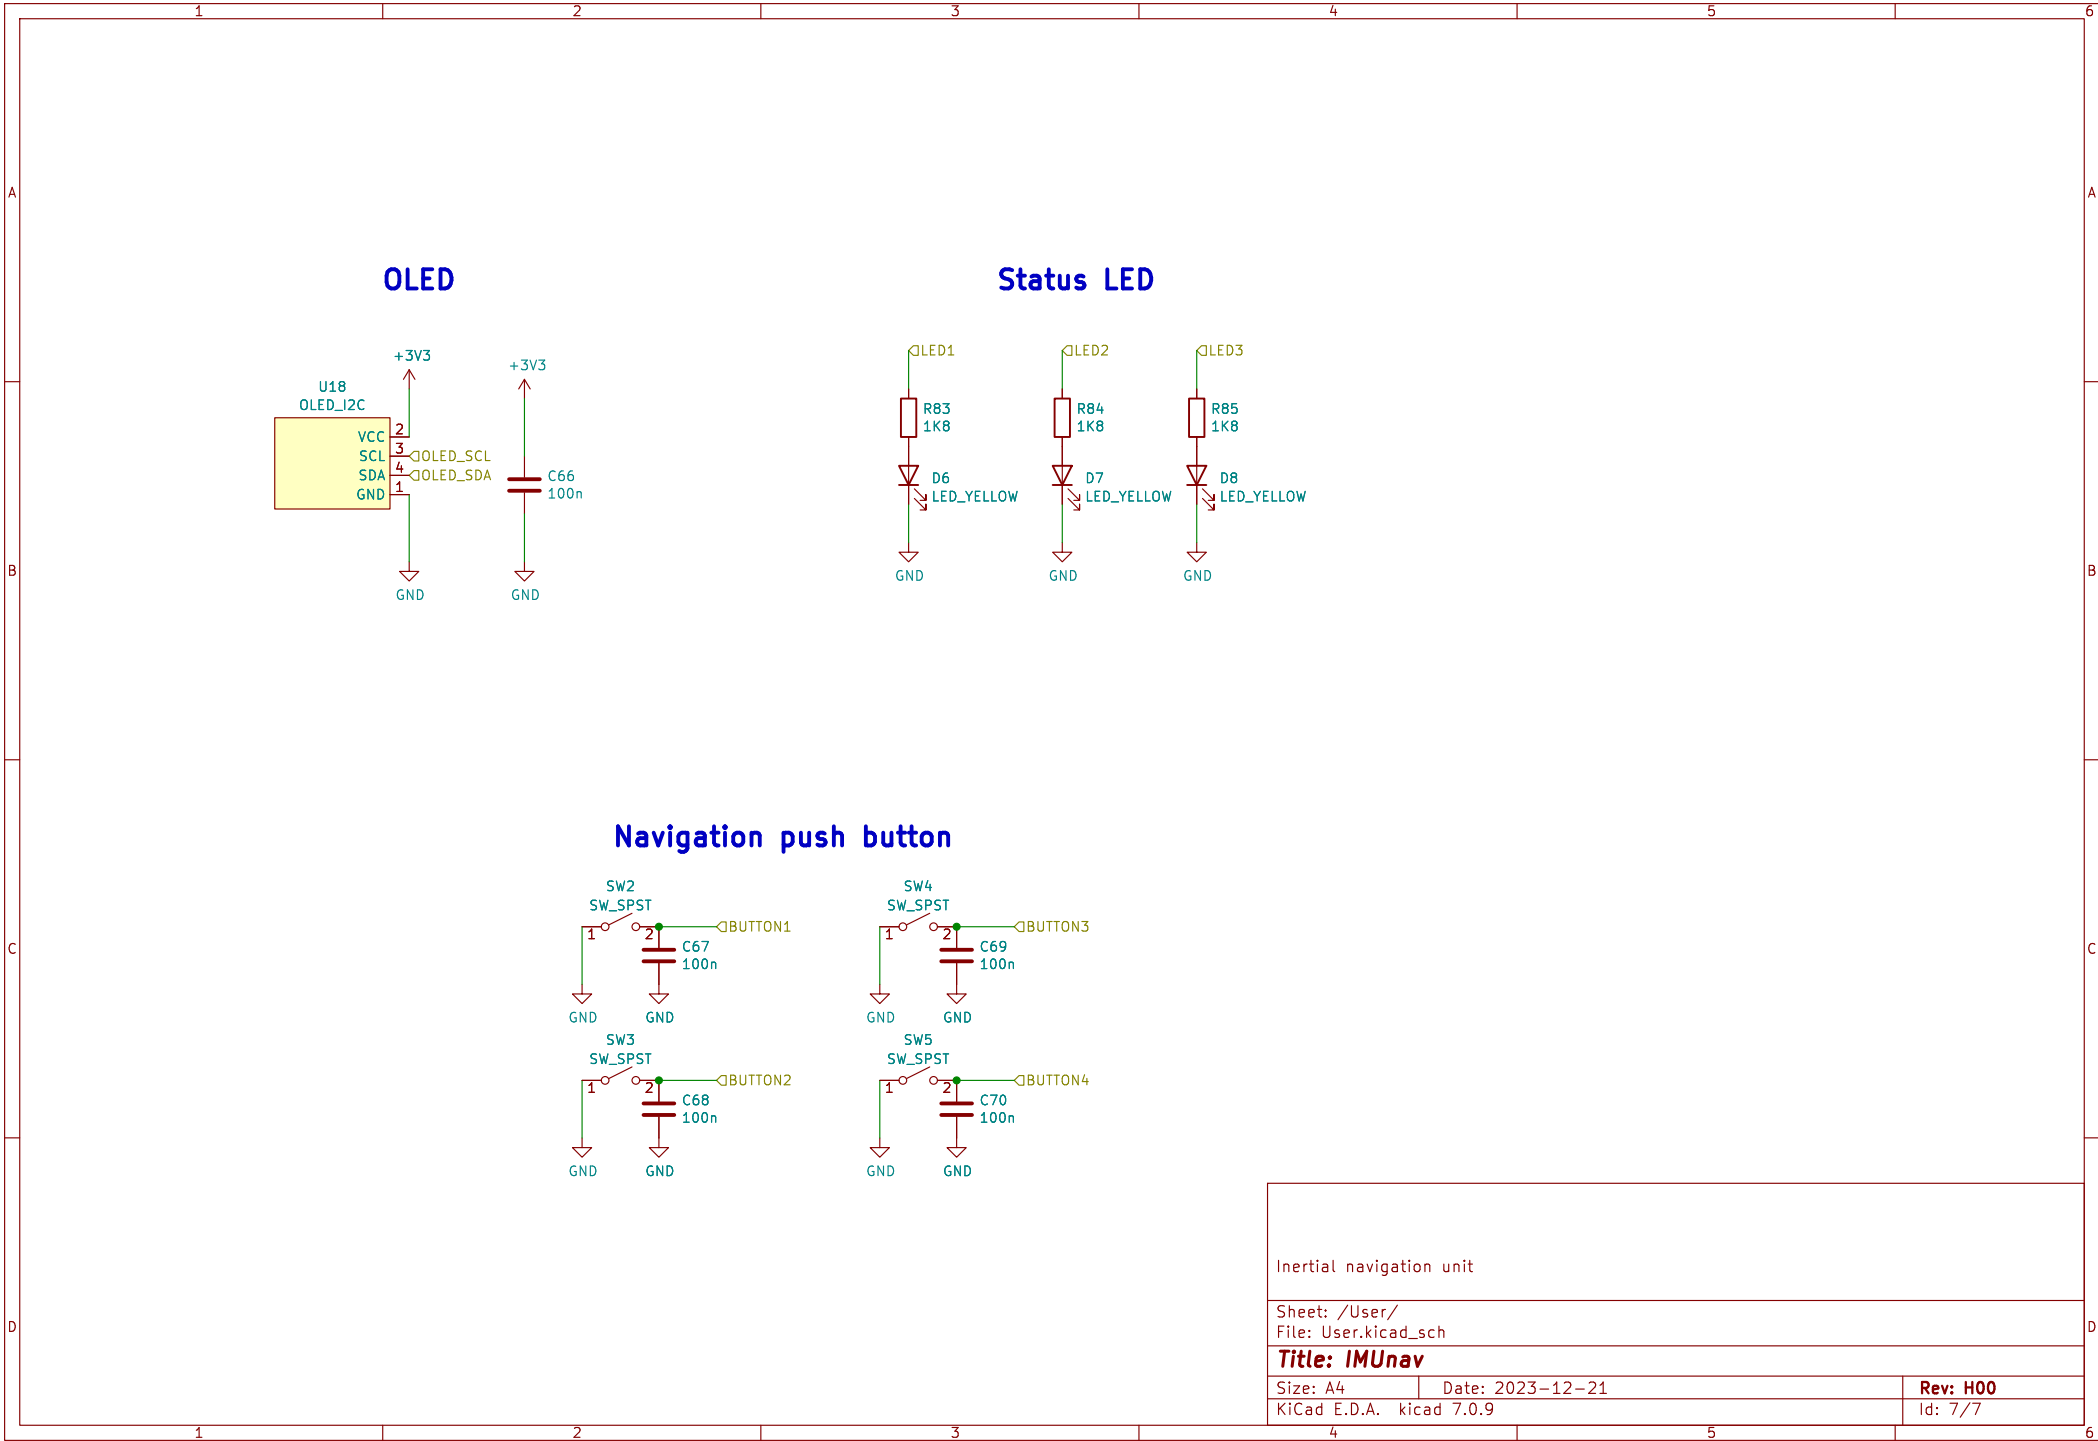 1 2 3 4 5 6
A A
OLED Status LED
+3V3 +3V3
U18
OLED_I2C
VCC 2
SCL 3 OLED_SCL
SDA 4 OLED_SDA
GND 1
C66
100n
GND GND
LED1 LED2 LED3
R83 R84 R85
1K8 1K8 1K8
D6 D7 D8
LED_YELLOW LED_YELLOW LED_YELLOW
GND GND GND
B B
Navigation push button
SW2 SW4
SW_SPST SW_SPST
1 2 BUTTON1 1 2 BUTTON3
C67 C69
100n 100n
GND GND GND GND
C C
SW3 SW5
SW_SPST SW_SPST
1 2 BUTTON2 1 2 BUTTON4
C68 C70
100n 100n
GND GND GND GND
Inertial navigation unit
Sheet: /User/
File: User.kicad_sch
D D
Title: IMUnav
Size: A4 Date: 2023-12-21 Rev: H00
KiCad E.D.A. kicad 7.0.9 Id: 7/7
1 2 3 4 5 6